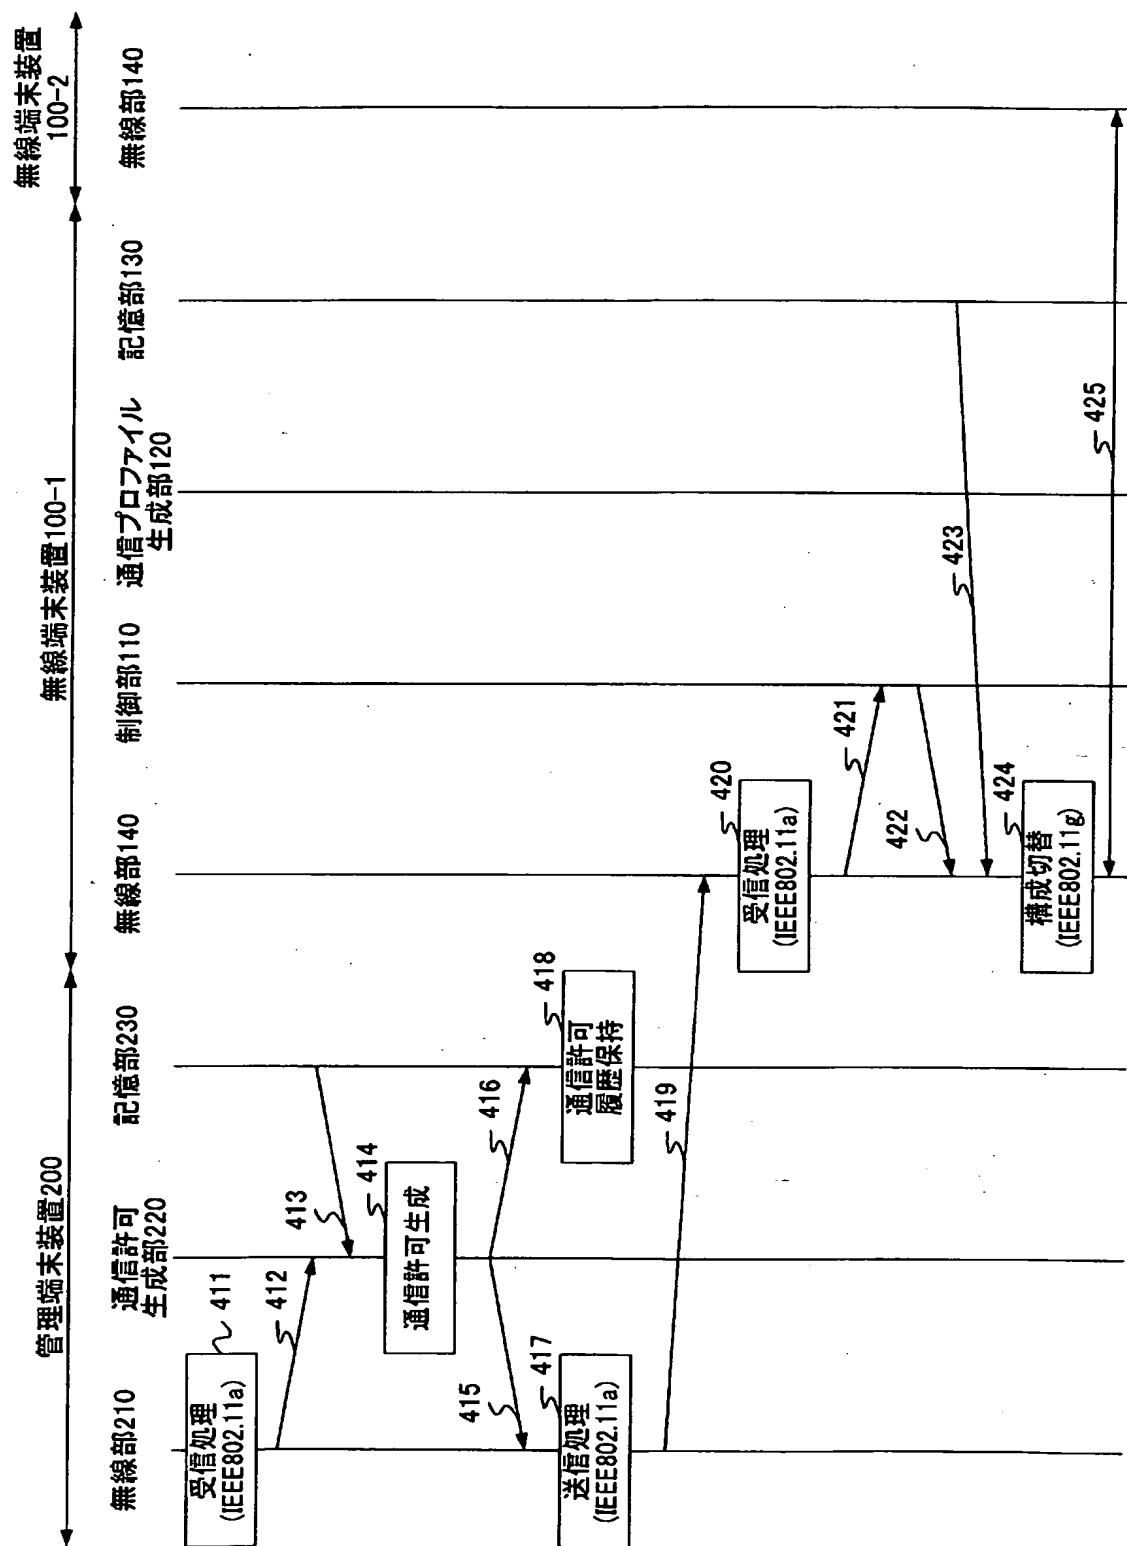 管理端末装置200
無線端末装置100-1
無線端末装置
100-2
無線部210
通信許可
生成部220
記憶部230
無線部140
制御部110
通信プロファイル
生成部120
記憶部130
無線部140
受信処理
(IEEE802.11a)
411
412
413
通信許可生成
414
415
416
送信処理
(IEEE802.11a)
417
通信許可
履歴保持
418
419
受信処理
(IEEE802.11a)
420
421
422
423
構成切替
(IEEE802.11g)
424
425